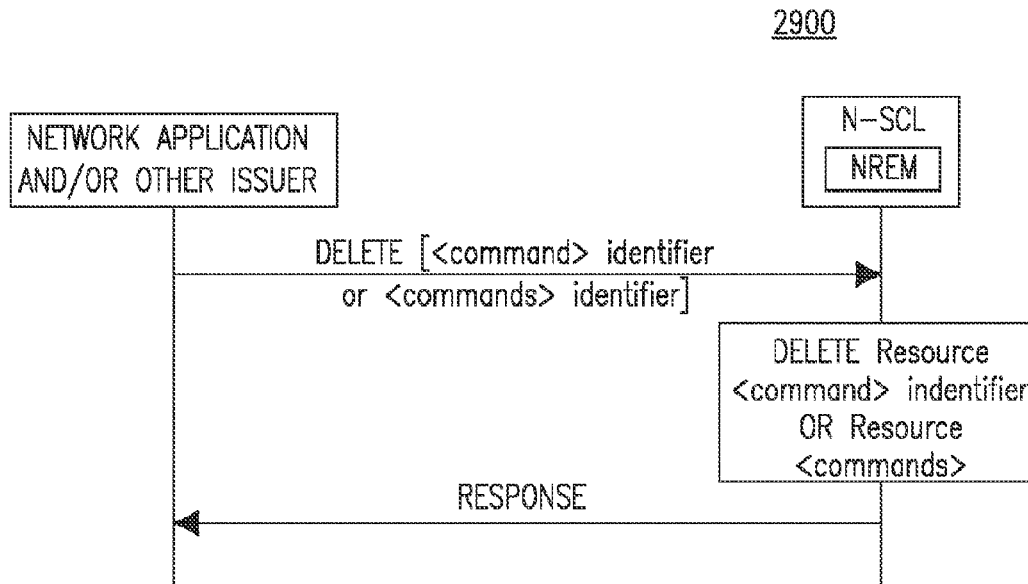 2900
NETWORK APPLICATION
AND/OR OTHER ISSUER
N-SCL
NREM
DELETE [<command> identifier
or <commands> identifier]
DELETE Resource
<command> indentifier
OR Resource
<commands>
RESPONSE